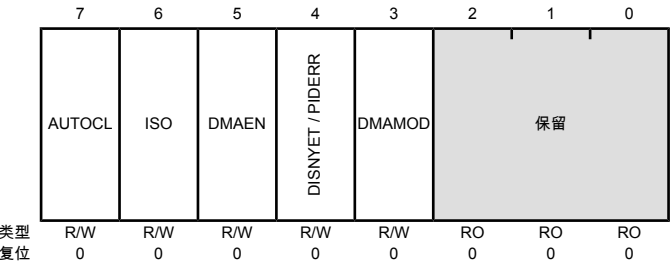 7 6 5 4 3 2 1 0
AUTOCL ISO DMAEN DISNYET / PIDERR DMAMOD 保留
类型 R/W R/W R/W R/W R/W RO RO RO
复位 0 0 0 0 0 0 0 0